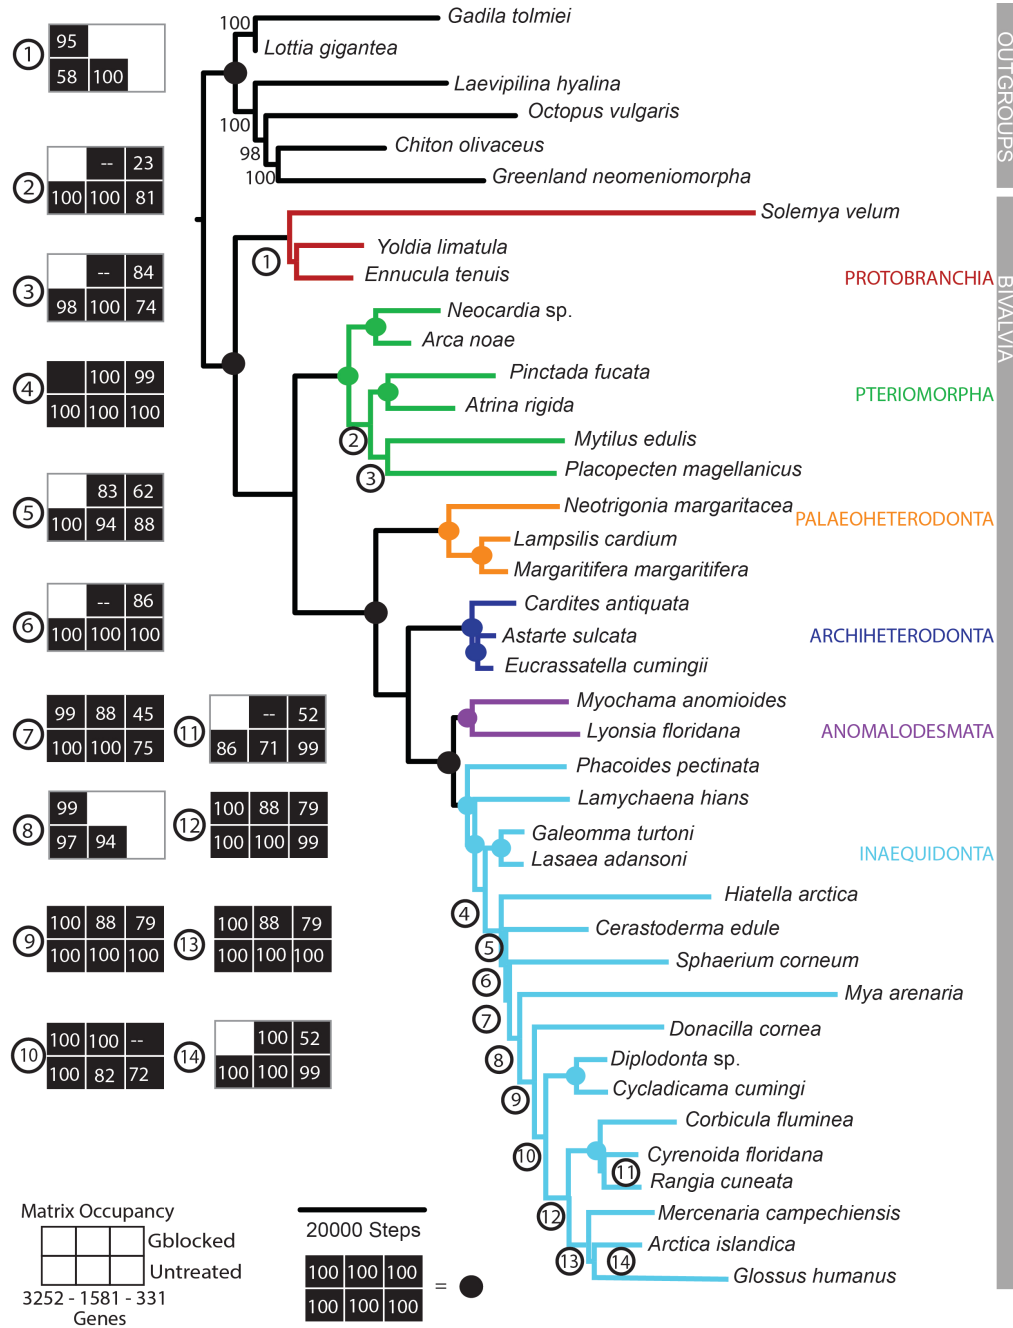 100
Gadila tolmiei
Lottia gigantea
Laevipilina hyalina
100
Octopus vulgaris
98
Chiton olivaceus
100
Greenland neomeniomorpha
OUTGROUPS
Solemya velum
Yoldia limatula
1
Ennucula tenuis
PROTOBRANCHIA
BIVALVIA
Neocardia sp.
Arca noae
Pinctada fucata
PTERIOMORPHA
Atrina rigida
2
Mytilus edulis
3
Placopecten magellanicus
Neotrigonia margaritacea
PALAEOHETERODONTA
Lampsilis cardium
Margaritifera margaritifera
Cardites antiquata
Astarte sulcata
ARCHIHETERODONTA
Eucrassatella cumingii
Myochama anomioides
Lyonsia floridana
ANOMALODESMATA
Phacoides pectinata
Lamychaena hians
Galeomma turtoni
Lasaea adansoni
INAEQUIDONTA
Hiatella arctica
4
Cerastoderma edule
5
Sphaerium corneum
6
Mya arenaria
7
Donacilla cornea
8
Diplodonta sp.
9
Cycladicama cumingi
Corbicula fluminea
10
Cyrenoida floridana
11
Rangia cuneata
12
Mercenaria campechiensis
13
Arctica islandica
14
Glossus humanus
1
95
58 100
2
-- 23
100 100 81
3
-- 84
98 100 74
4
100 99
100 100 100
5
83 62
100 94 88
6
-- 86
100 100 100
7
99 88 45
100 100 75
8
99
97 94
9
100 88 79
100 100 100
10
100 100 --
100 82 72
11
-- 52
86 71 99
12
100 88 79
100 100 99
13
100 88 79
100 100 100
14
100 52
100 100 99
Matrix Occupancy
Gblocked
Untreated
3252 - 1581 - 331
Genes
20000 Steps
100 100 100
100 100 100
=